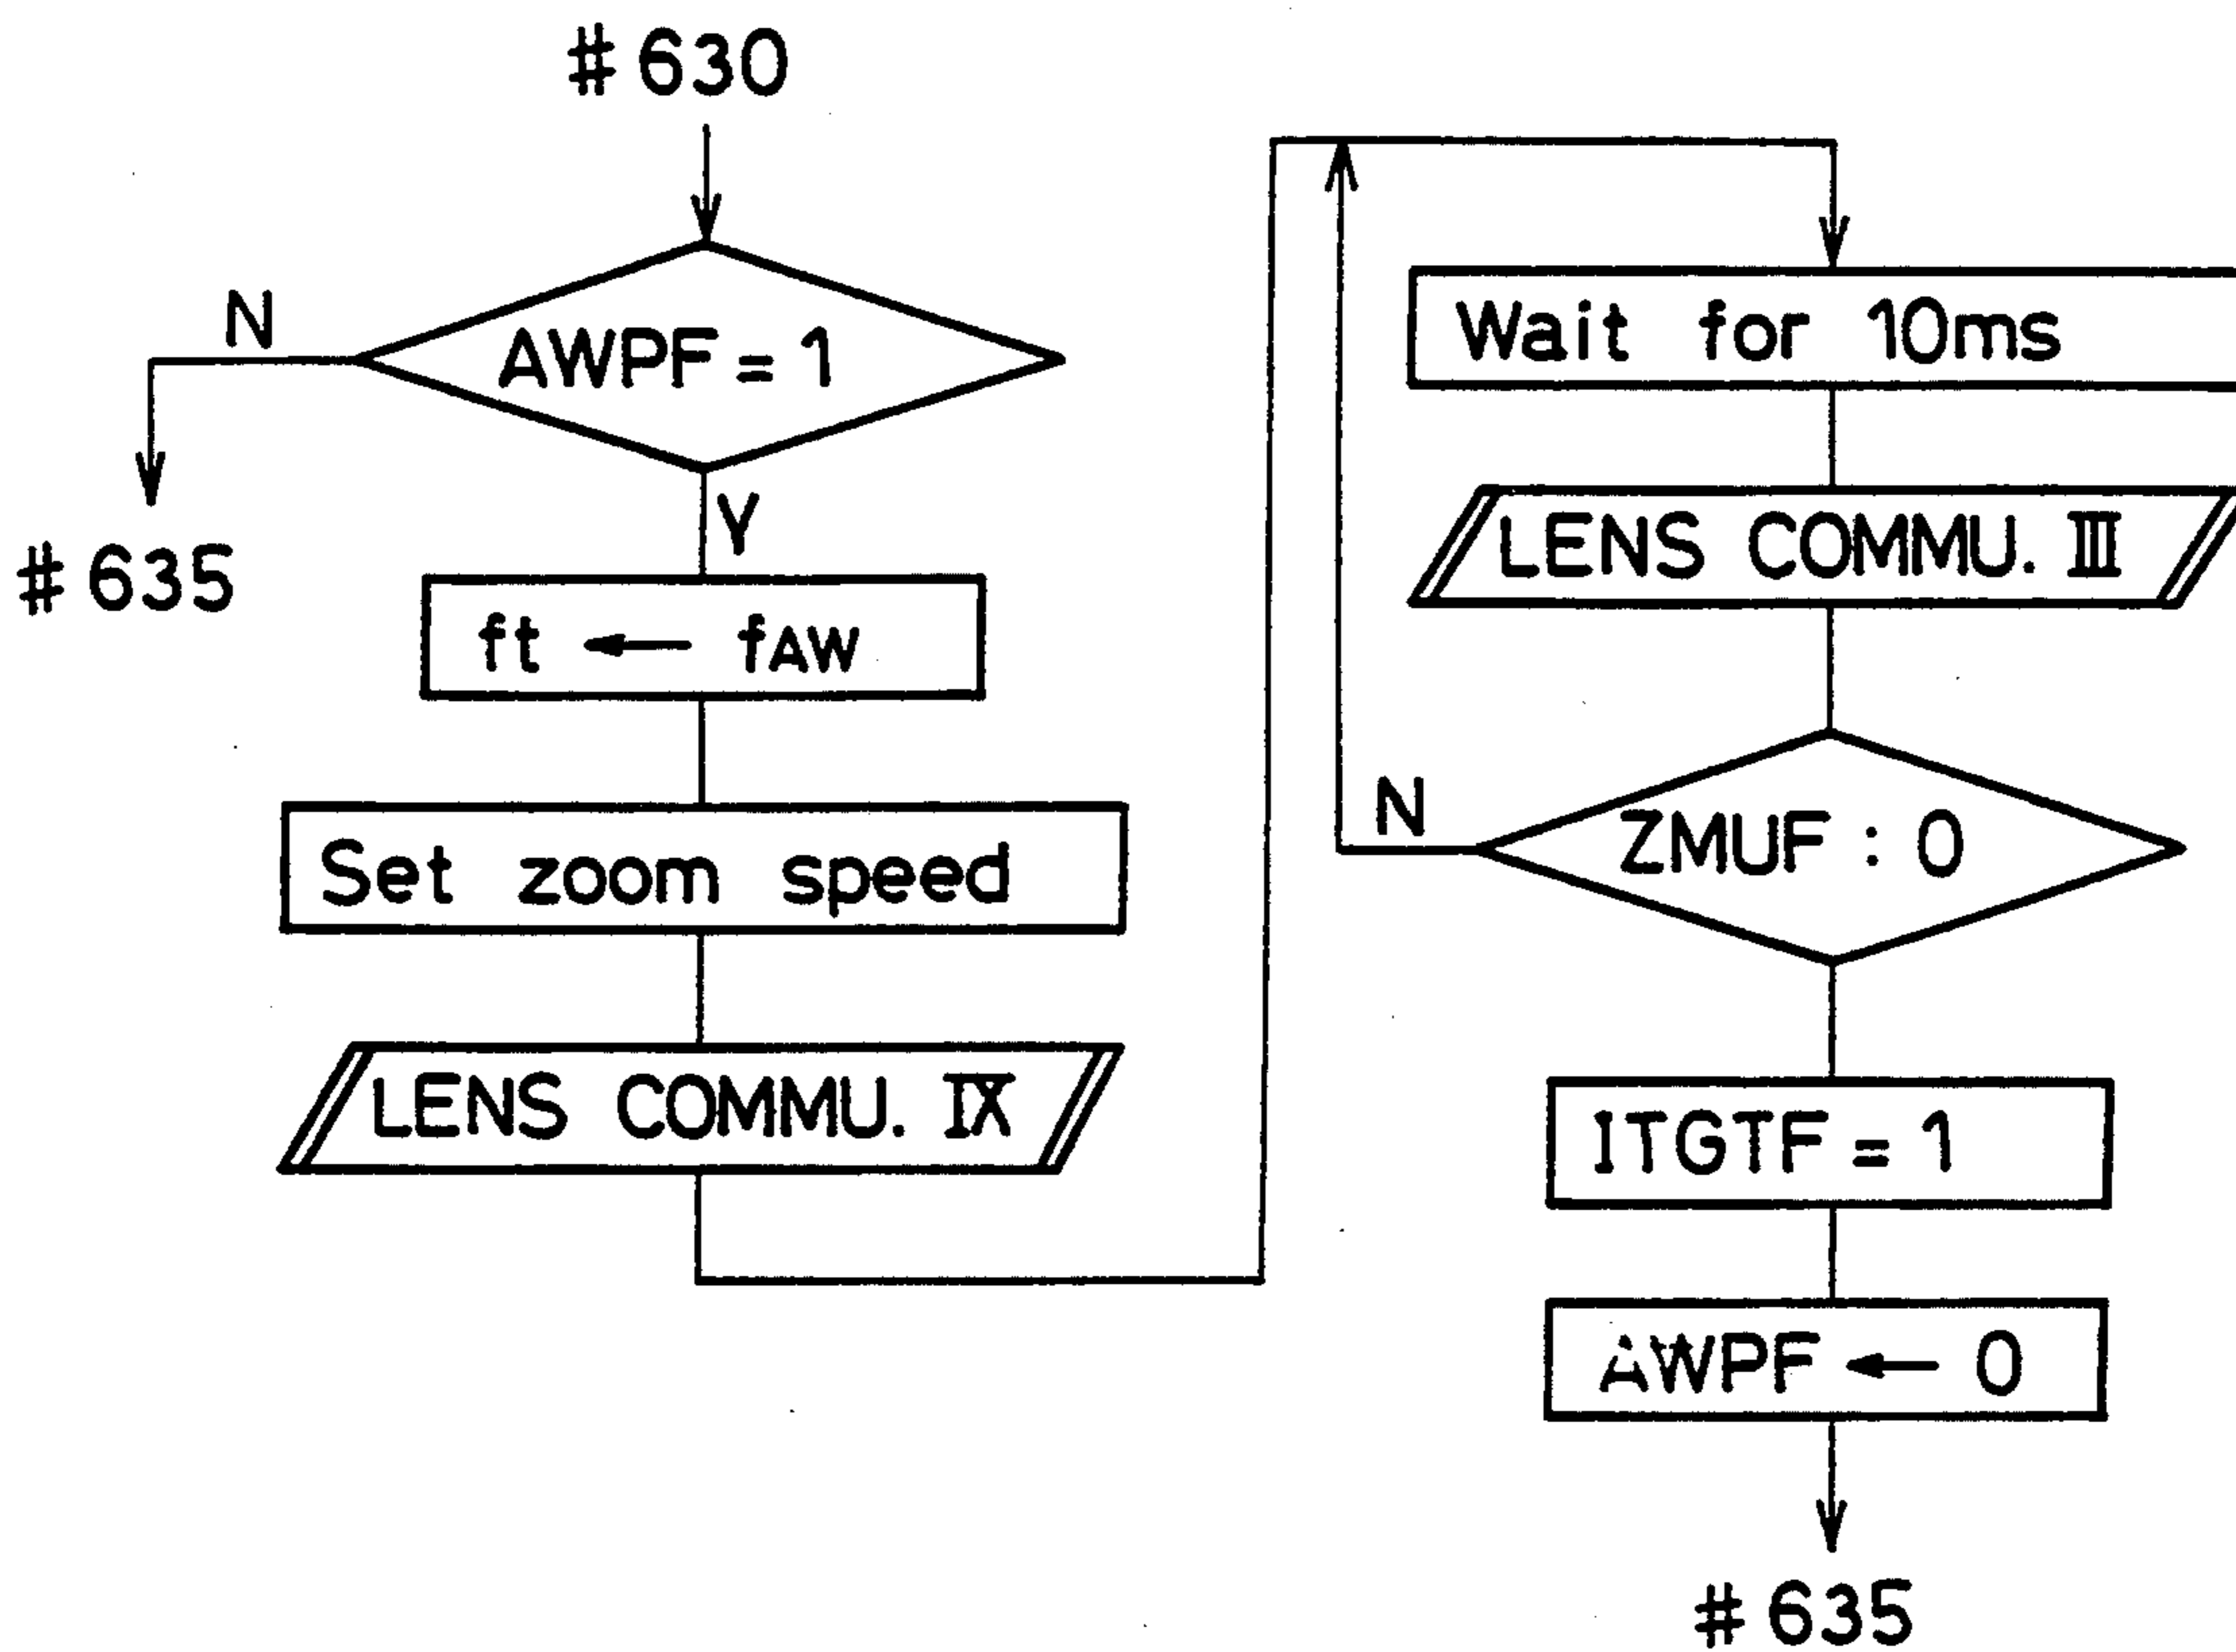 #630
N
AWPF = 1
Y
#635
ft ← fAW
Set zoom speed
LENS COMMU. IX
Wait for 10ms
LENS COMMU. III
N
ZMUF : 0
ITGTF = 1
AWPF ← 0
#635